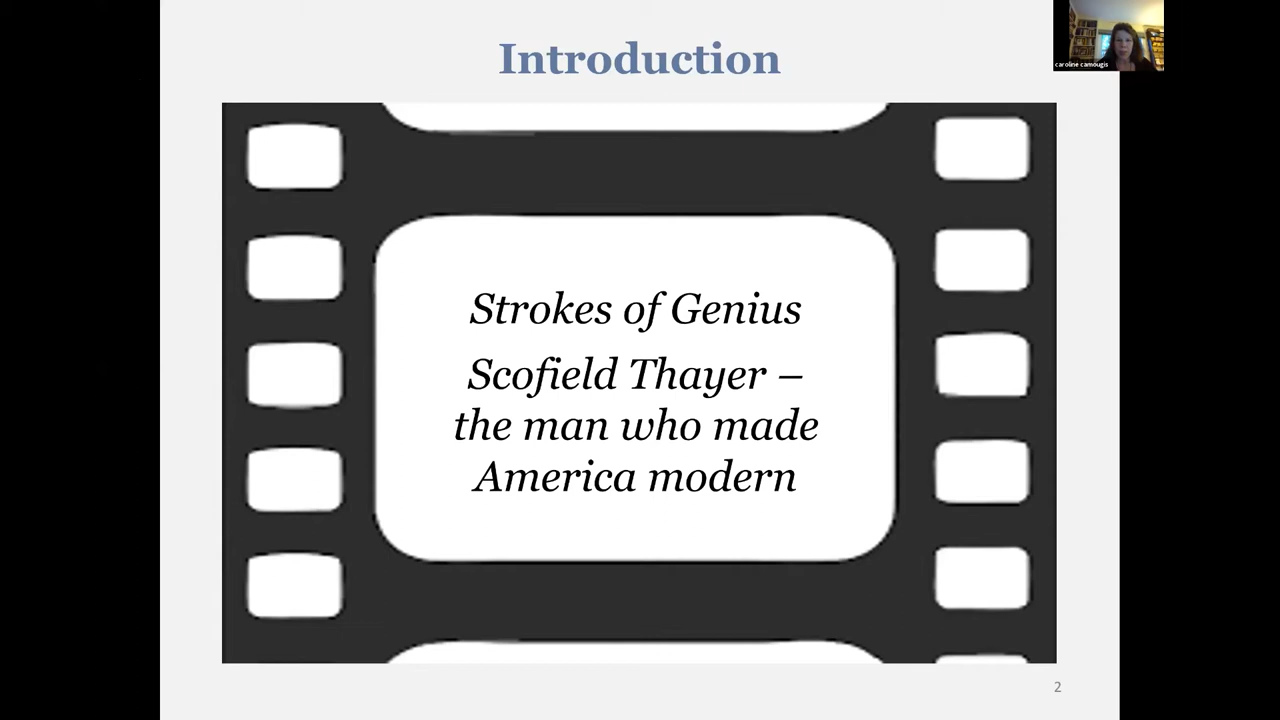 Introduction
caroline camougis
Strokes of Genius
Scofield Thayer –
the man who made
America modern
2